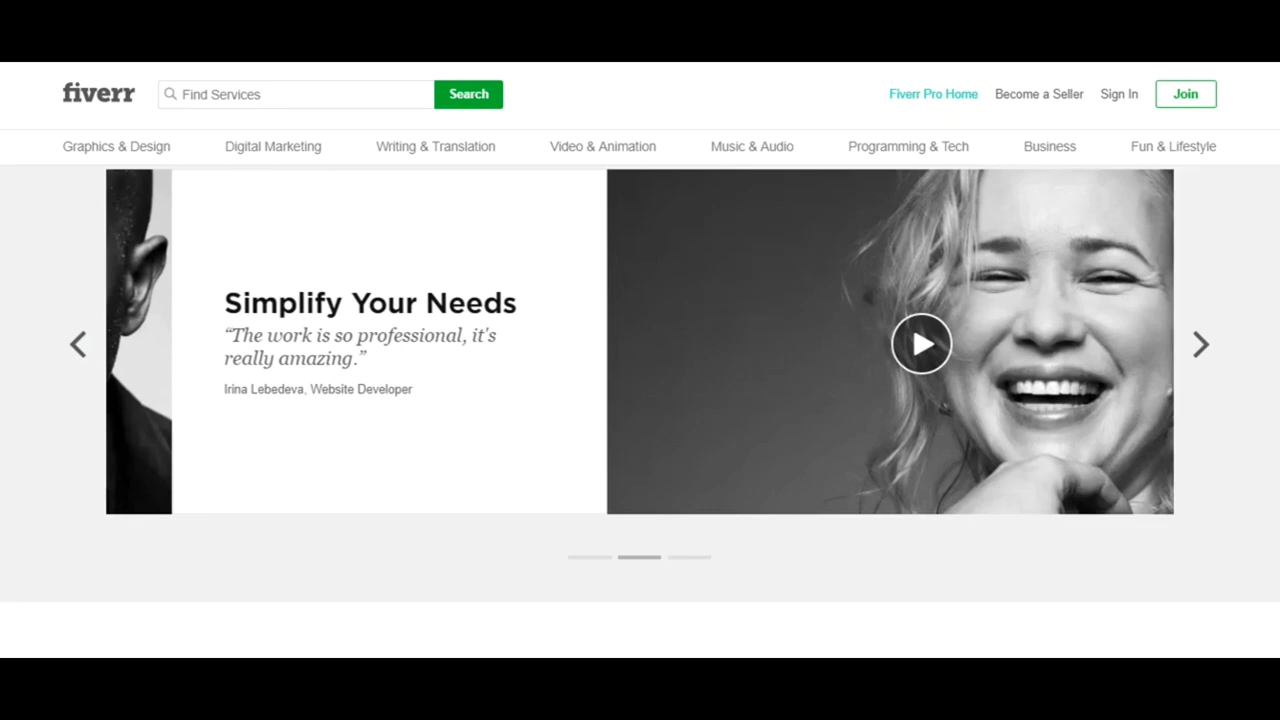 fiverr
Find Services
Search
Fiverr Pro Home
Become a Seller
Sign In
Join
Graphics & Design
Digital Marketing
Writing & Translation
Video & Animation
Music & Audio
Programming & Tech
Business
Fun & Lifestyle
Simplify Your Needs
“The work is so professional, it's
really amazing.”
Irina Lebedeva, Website Developer